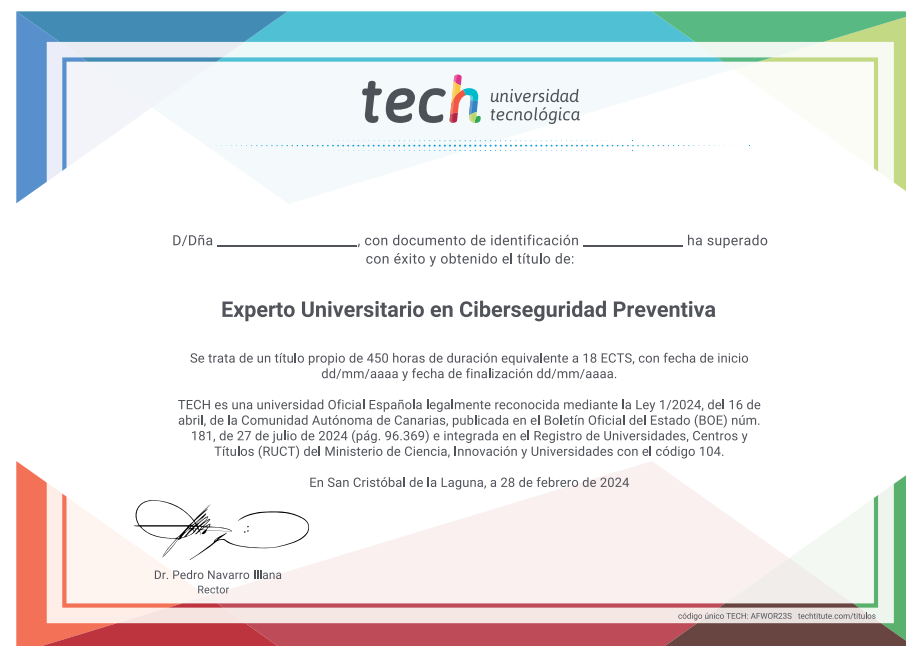 tech universidad
tecnológica
D/Dña ____________________, con documento de identificación ______________ ha superado
con éxito y obtenido el título de:
Experto Universitario en Ciberseguridad Preventiva
Se trata de un título propio de 450 horas de duración equivalente a 18 ECTS, con fecha de inicio
dd/mm/aaaa y fecha de finalización dd/mm/aaaa.
TECH es una universidad Oficial Española legalmente reconocida mediante la Ley 1/2024, del 16 de
abril, de la Comunidad Autónoma de Canarias, publicada en el Boletín Oficial del Estado (BOE) núm.
181, de 27 de julio de 2024 (pág. 96.369) e integrada en el Registro de Universidades, Centros y
Títulos (RUCT) del Ministerio de Ciencia, Innovación y Universidades con el código 104.
En San Cristóbal de la Laguna, a 28 de febrero de 2024
Dr. Pedro Navarro Illana
Rector
código único TECH: AFWOR23S techtitute.com/titulos